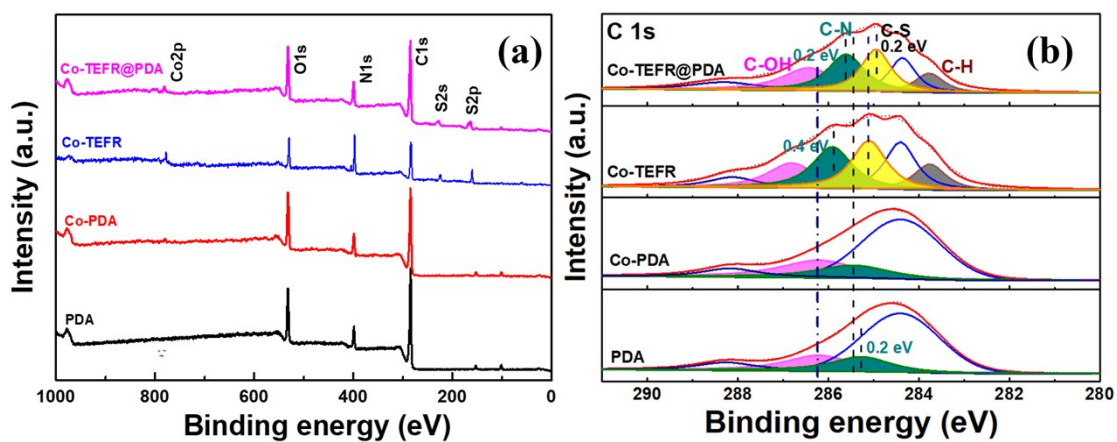 (a)
Co-TEFR@PDA
Co2p
O1s
N1s
C1s
S2s
S2p
Co-TEFR
Co-PDA
PDA
Intensity (a.u.)
1000 800 600 400 200 0
Binding energy (eV)
C 1s
(b)
C-N
C-S
0.2 eV
0.2 eV
C-OH
C-H
Co-TEFR@PDA
0.4 eV
Co-TEFR
Co-PDA
0.2 eV
PDA
Intensity (a.u.)
290 288 286 284 282 280
Binding energy (eV)